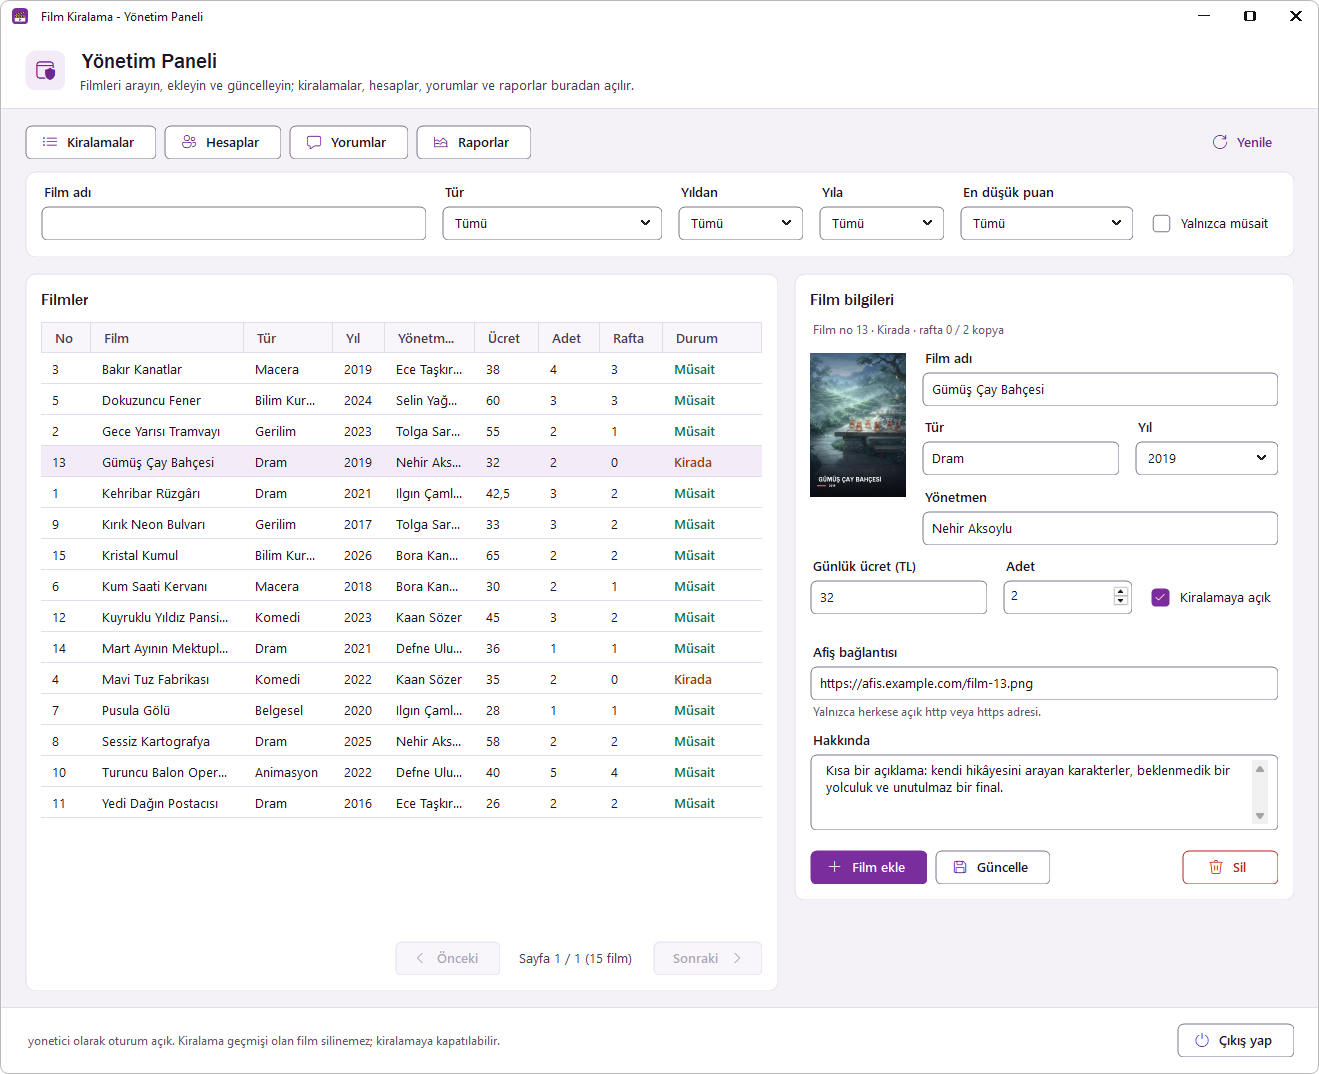 Film Kiralama - Yönetim Paneli
Yönetim Paneli
Filmleri arayın, ekleyin ve güncelleyin; kiralamalar, hesaplar, yorumlar ve raporlar buradan açılır.
Kiralamalar Hesaplar Yorumlar Raporlar Yenile
Film adı Tür Yıldan Yıla En düşük puan
Tümü Tümü Tümü Tümü Yalnızca müsait
Filmler
No Film Tür Yıl Yönetm... Ücret Adet Rafta Durum
3 Bakır Kanatlar Macera 2019 Ece Taşkır... 38 4 3 Müsait
5 Dokuzuncu Fener Bilim Kur... 2024 Selin Yağ... 60 3 3 Müsait
2 Gece Yarısı Tramvayı Gerilim 2023 Tolga Sar... 55 2 1 Müsait
13 Gümüş Çay Bahçesi Dram 2019 Nehir Aks... 32 2 0 Kirada
1 Kehribar Rüzgârı Dram 2021 Ilgın Çaml... 42,5 3 2 Müsait
9 Kırık Neon Bulvarı Gerilim 2017 Tolga Sar... 33 3 2 Müsait
15 Kristal Kumul Bilim Kur... 2026 Bora Kan... 65 2 2 Müsait
6 Kum Saati Kervanı Macera 2018 Bora Kan... 30 2 1 Müsait
12 Kuyruklu Yıldız Pansi... Komedi 2023 Kaan Sözer 45 3 2 Müsait
14 Mart Ayının Mektupl... Dram 2021 Defne Ulu... 36 1 1 Müsait
4 Mavi Tuz Fabrikası Komedi 2022 Kaan Sözer 35 2 0 Kirada
7 Pusula Gölü Belgesel 2020 Ilgın Çaml... 28 1 1 Müsait
8 Sessiz Kartografya Dram 2025 Nehir Aks... 58 2 2 Müsait
10 Turuncu Balon Oper... Animasyon 2022 Defne Ulu... 40 5 4 Müsait
11 Yedi Dağın Postacısı Dram 2016 Ece Taşkır... 26 2 2 Müsait
Önceki Sayfa 1 / 1 (15 film) Sonraki
Film bilgileri
Film no 13 · Kirada · rafta 0 / 2 kopya
GÜMÜŞ ÇAY BAHÇESİ
2019
Film adı
Gümüş Çay Bahçesi
Tür Yıl
Dram 2019
Yönetmen
Nehir Aksoylu
Günlük ücret (TL) Adet
32 2 Kiralamaya açık
Afiş bağlantısı
https://afis.example.com/film-13.png
Yalnızca herkese açık http veya https adresi.
Hakkında
Kısa bir açıklama: kendi hikâyesini arayan karakterler, beklenmedik bir
yolculuk ve unutulmaz bir final.
Film ekle Güncelle Sil
yonetici olarak oturum açık. Kiralama geçmişi olan film silinemez; kiralamaya kapatılabilir.
Çıkış yap